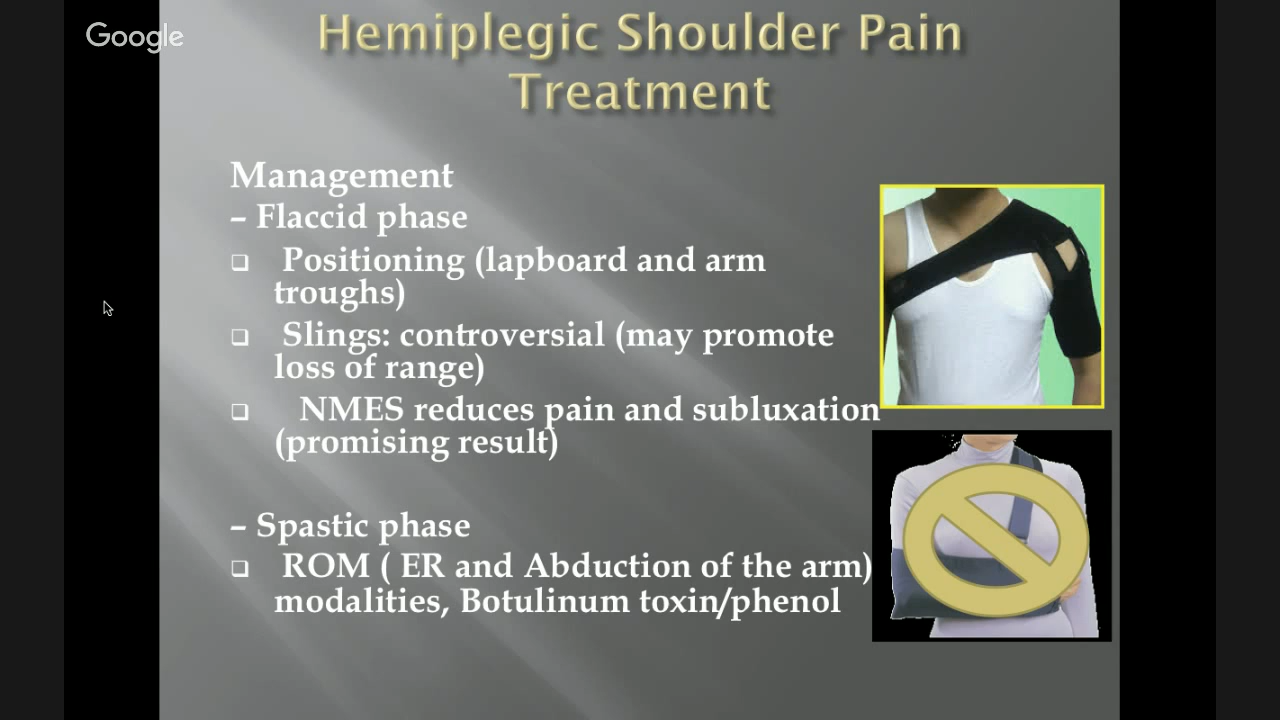 Google
Hemiplegic Shoulder Pain
Treatment
Management
– Flaccid phase
❑ Positioning (lapboard and arm
troughs)
❑ Slings: controversial (may promote
loss of range)
❑ NMES reduces pain and subluxation
(promising result)
– Spastic phase
❑ ROM ( ER and Abduction of the arm)
modalities, Botulinum toxin/phenol